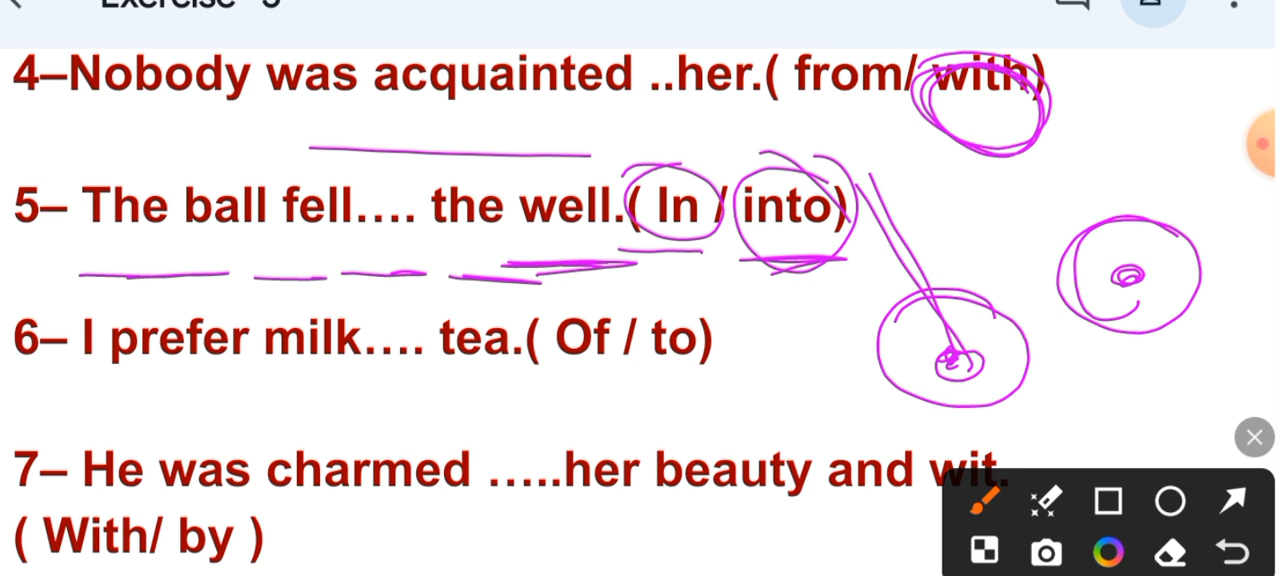 4–Nobody was acquainted ..her.( from/ with)
5– The ball fell.... the well.( In / into)
6– I prefer milk.... tea.( Of / to)
7– He was charmed .....her beauty and wit.
( With/ by )